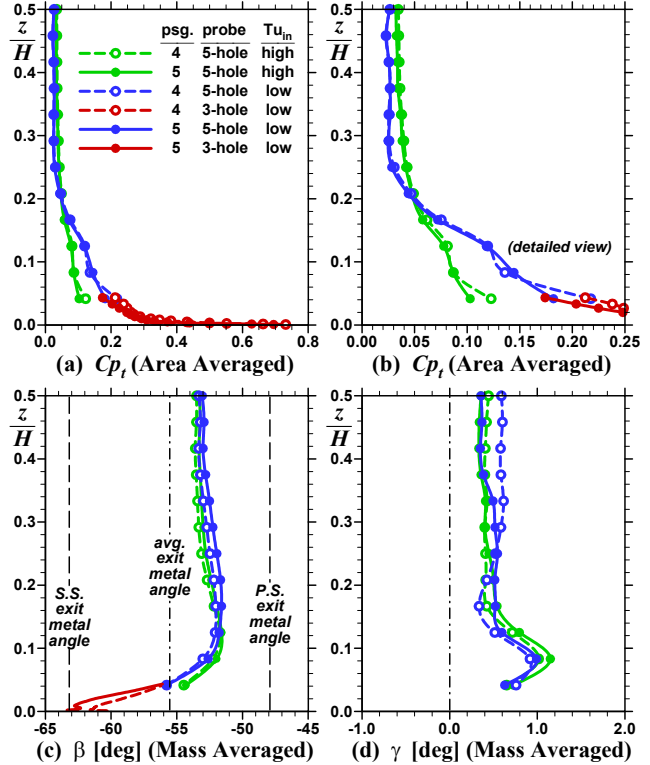 z/H
psg. probe Tu_in
4 5-hole high
5 5-hole high
4 5-hole low
4 3-hole low
5 5-hole low
5 3-hole low
0.5
0.4
0.3
0.2
0.1
0.0
0.0 0.2 0.4 0.6 0.8
(a) Cp_t (Area Averaged)
z/H
(detailed view)
0.5
0.4
0.3
0.2
0.1
0.0
0.00 0.05 0.10 0.15 0.20 0.25
(b) Cp_t (Area Averaged)
z/H
0.5
0.4
0.3
0.2
0.1
0.0
S.S.
exit
metal
angle
avg.
exit
metal
angle
P.S.
exit
metal
angle
-65 -60 -55 -50 -45
(c) β [deg] (Mass Averaged)
z/H
0.5
0.4
0.3
0.2
0.1
0.0
-1.0 0.0 1.0 2.0
(d) γ [deg] (Mass Averaged)